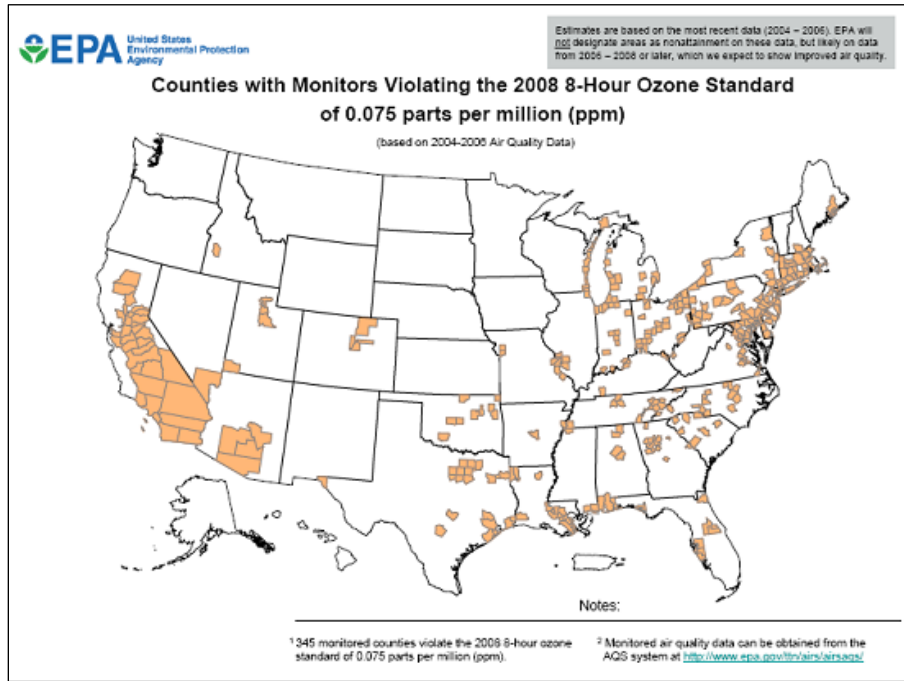 EPA United States
Environmental Protection
Agency
Estimates are based on the most recent data (2004 – 2006). EPA will
not designate areas as nonattainment on these data, but likely on data
from 2006 – 2008 or later, which we expect to show improved air quality.
Counties with Monitors Violating the 2008 8-Hour Ozone Standard
of 0.075 parts per million (ppm)
(based on 2004-2006 Air Quality Data)
Notes:
1 345 monitored counties violate the 2008 8-hour ozone
standard of 0.075 parts per million (ppm).
2 Monitored air quality data can be obtained from the
AQS system at http://www.epa.gov/ttn/airs/airsaqs/